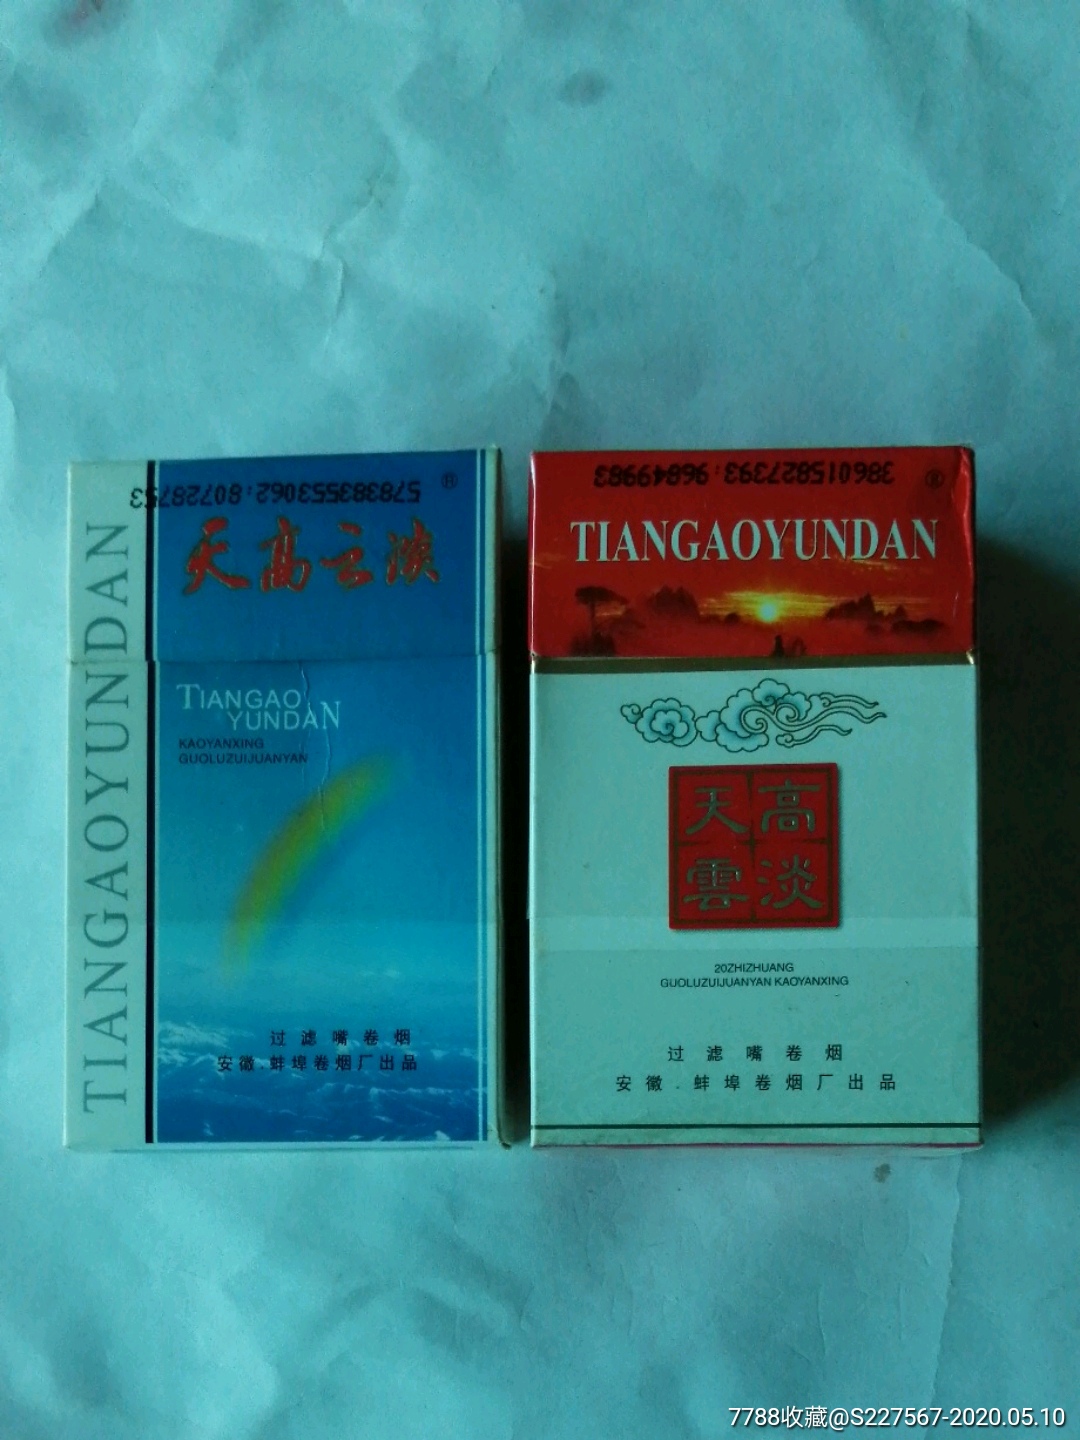 5783835553062:80728753
®
天高云淡
TIANGAO
YUNDAN
KAOYANXING
GUOLUZUIJUANYAN
过滤嘴卷烟
安徽.蚌埠卷烟厂出品
TIANGAOYUNDAN
386015827393:96849983
®
TIANGAOYUNDAN
天高
雲淡
20ZHIZHUANG
GUOLUZUIJUANYAN KAOYANXING
过滤嘴卷烟
安徽.蚌埠卷烟厂出品
7788收藏@S227567-2020.05.10